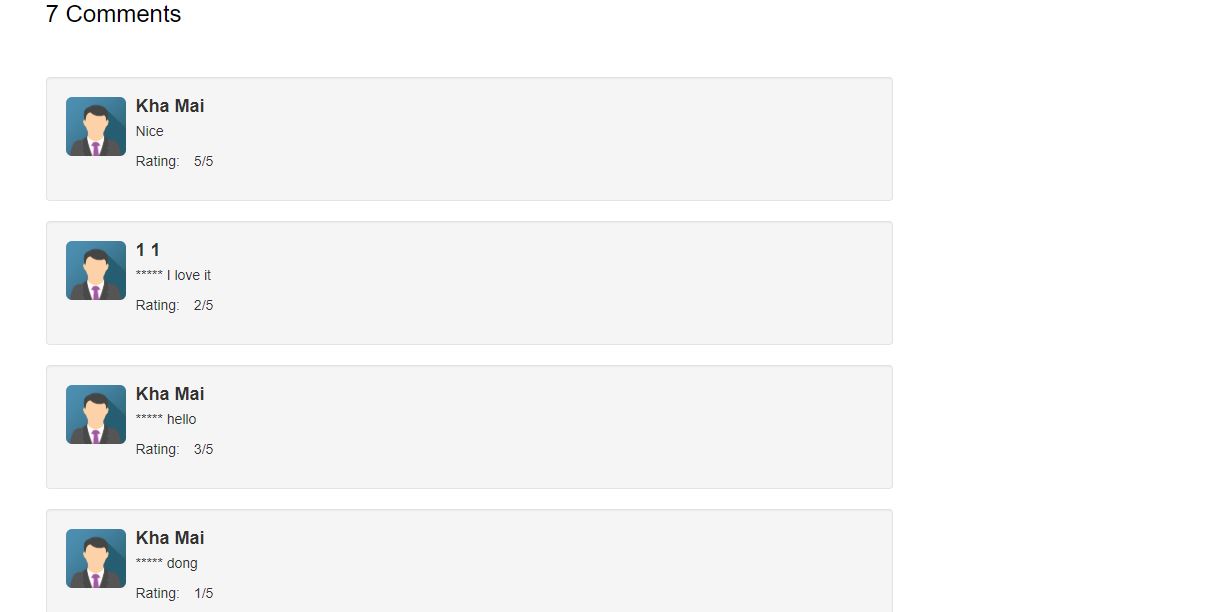 7 Comments
Kha Mai
Nice
Rating: 5/5
1 1
***** I love it
Rating: 2/5
Kha Mai
***** hello
Rating: 3/5
Kha Mai
***** dong
Rating: 1/5